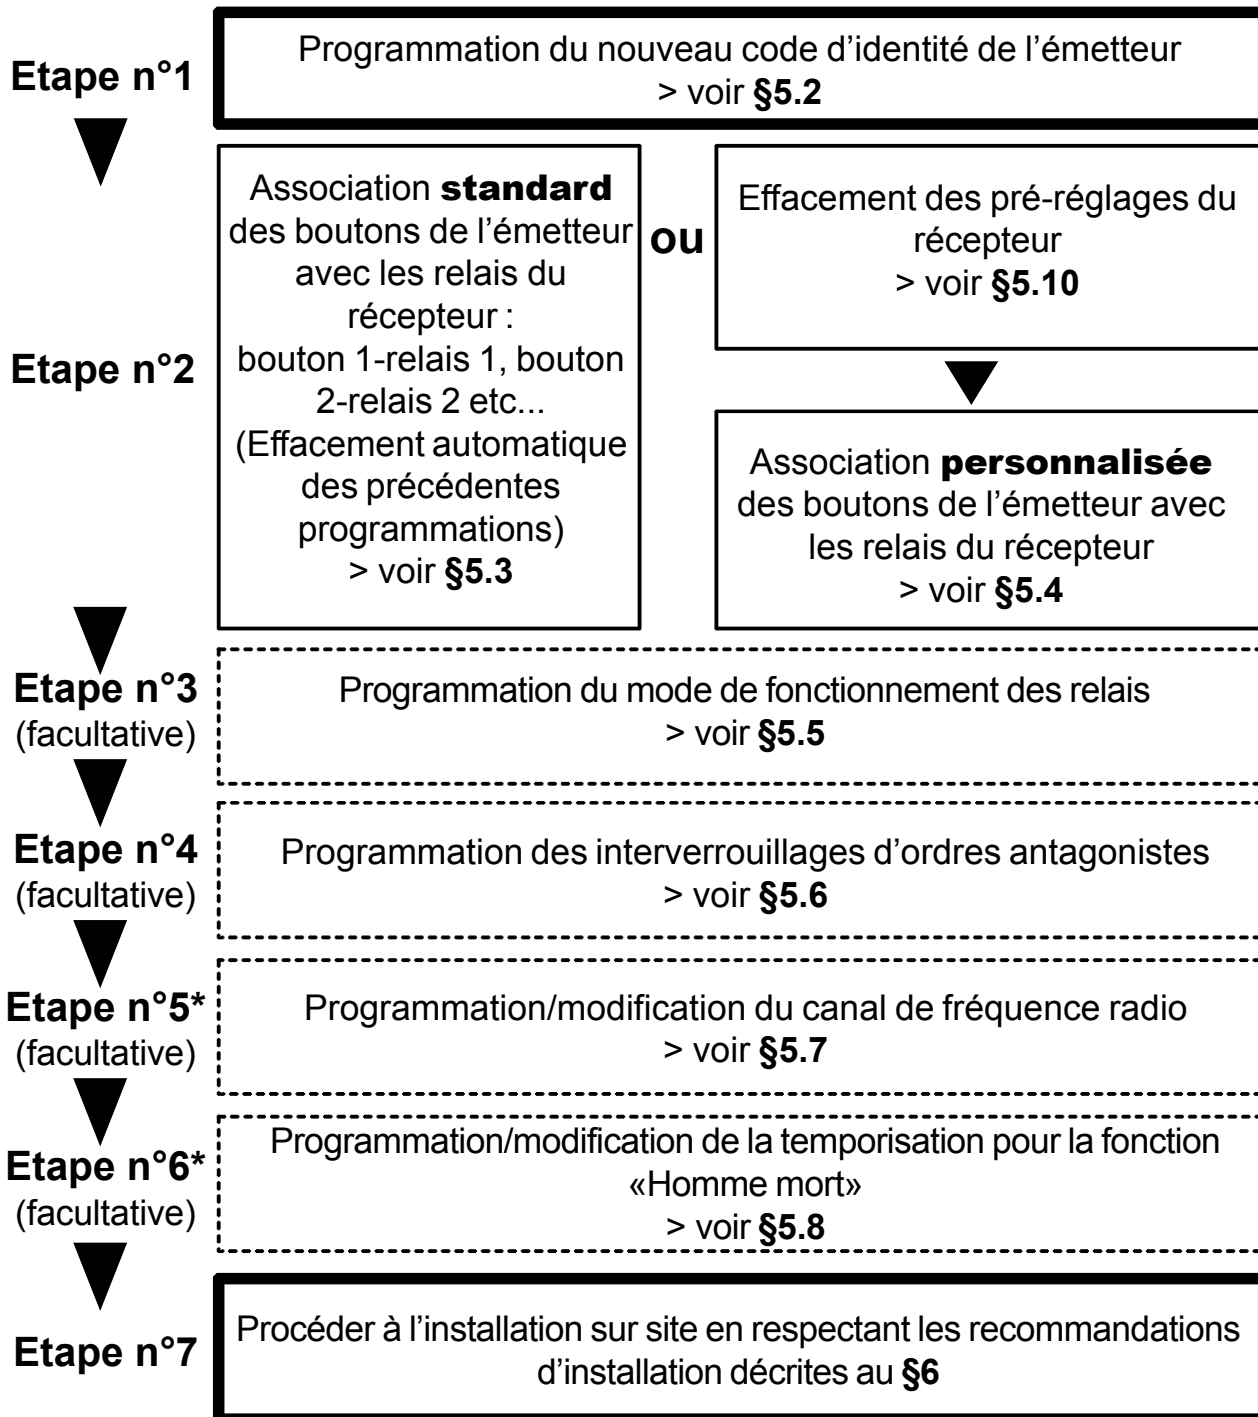 Etape n°1
Programmation du nouveau code d’identité de l’émetteur
> voir §5.2
Etape n°2
Association standard
des boutons de l’émetteur
avec les relais du
récepteur :
bouton 1-relais 1, bouton
2-relais 2 etc...
(Effacement automatique
des précédentes
programmations)
> voir §5.3
ou
Effacement des pré-réglages du
récepteur
> voir §5.10
Association personnalisée
des boutons de l’émetteur avec
les relais du récepteur
> voir §5.4
Etape n°3
(facultative)
Programmation du mode de fonctionnement des relais
> voir §5.5
Etape n°4
(facultative)
Programmation des interverrouillages d’ordres antagonistes
> voir §5.6
Etape n°5*
(facultative)
Programmation/modification du canal de fréquence radio
> voir §5.7
Etape n°6*
(facultative)
Programmation/modification de la temporisation pour la fonction
«Homme mort»
> voir §5.8
Etape n°7
Procéder à l’installation sur site en respectant les recommandations
d’installation décrites au §6